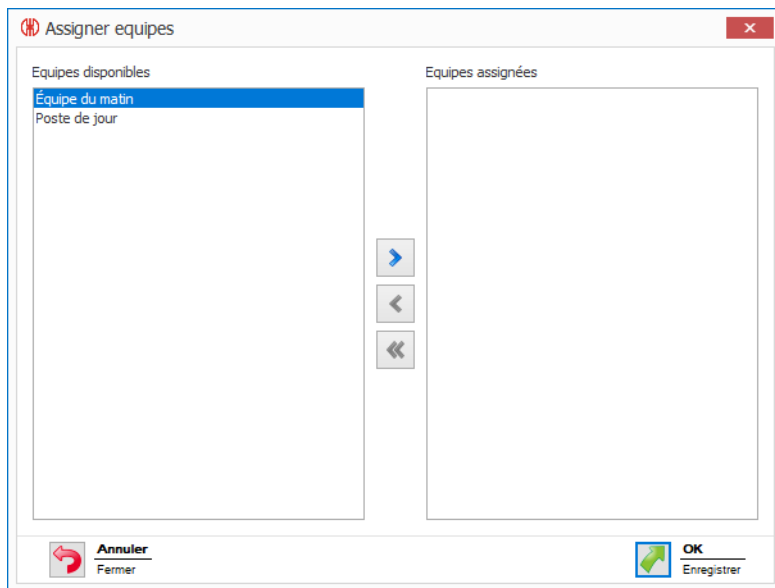 Assigner equipes
Equipes disponibles
Equipes assignées
Équipe du matin
Poste de jour
Annuler
Fermer
OK
Enregistrer